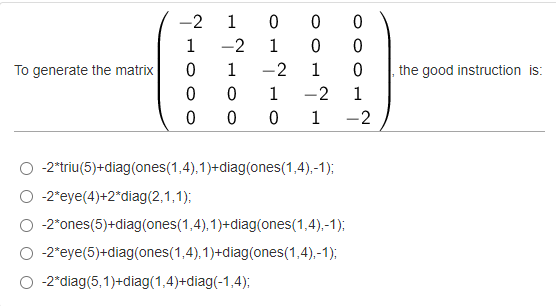 -2 1 0 0 0
1 -2 1 0 0
To generate the matrix 0 1 -2 1 0 , the good instruction is:
0 0 1 -2 1
0 0 0 1 -2
-2*triu(5)+diag(ones(1,4),1)+diag(ones(1,4),-1);
-2*eye(4)+2*diag(2,1,1);
-2*ones(5)+diag(ones(1,4),1)+diag(ones(1,4),-1);
-2*eye(5)+diag(ones(1,4),1)+diag(ones(1,4),-1);
-2*diag(5,1)+diag(1,4)+diag(-1,4);